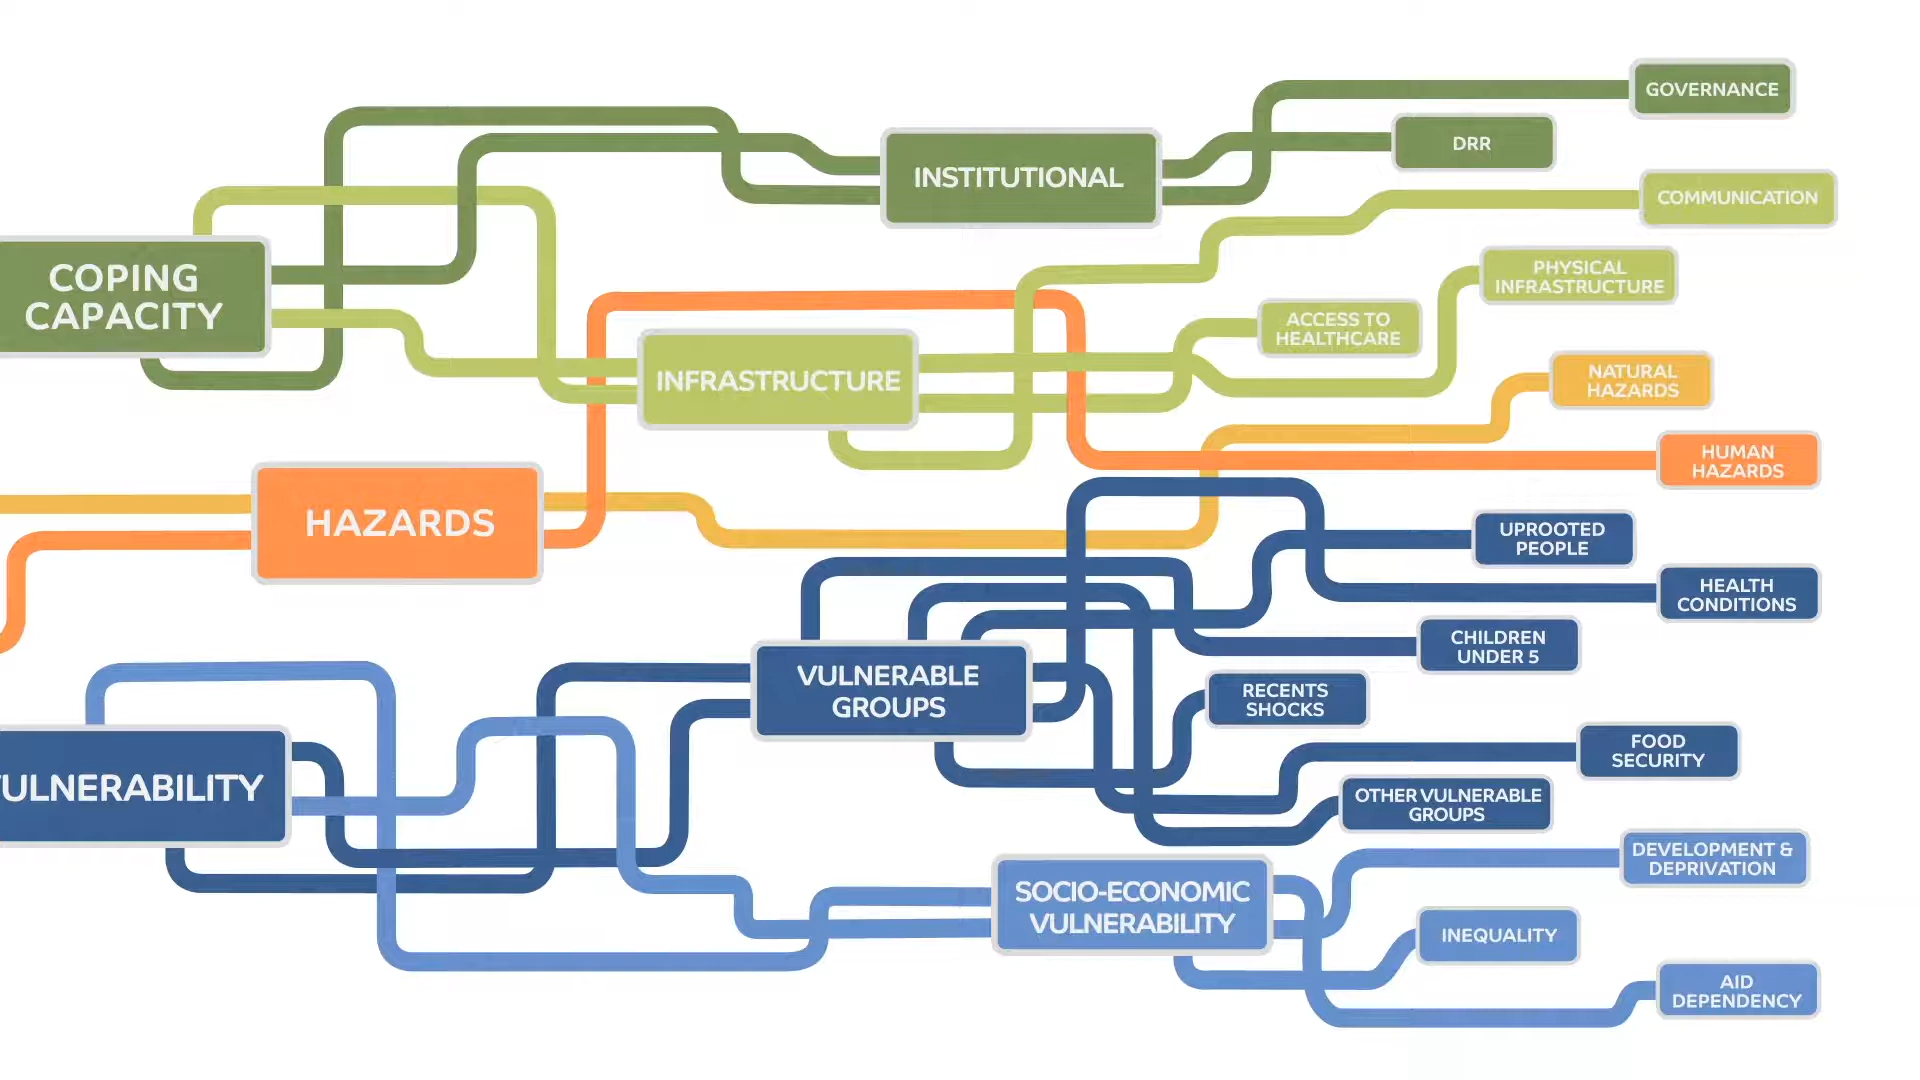 GOVERNANCE
DRR
INSTITUTIONAL
COMMUNICATION
COPING
CAPACITY
PHYSICAL
INFRASTRUCTURE
ACCESS TO
HEALTHCARE
INFRASTRUCTURE
NATURAL
HAZARDS
HUMAN
HAZARDS
HAZARDS
UPROOTED
PEOPLE
HEALTH
CONDITIONS
CHILDREN
UNDER 5
VULNERABLE
GROUPS
RECENTS
SHOCKS
FOOD
SECURITY
VULNERABILITY
OTHER VULNERABLE
GROUPS
DEVELOPMENT &
DEPRIVATION
SOCIO-ECONOMIC
VULNERABILITY
INEQUALITY
AID
DEPENDENCY